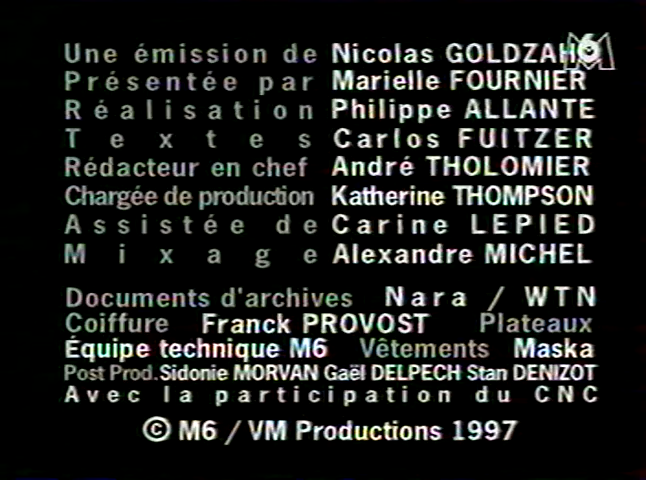 Une émission de Nicolas GOLDZAHL
Présentée par Marielle FOURNIER
Réalisation Philippe ALLANTE
Textes Carlos FUITZER
Rédacteur en chef André THOLOMIER
Chargée de production Katherine THOMPSON
Assistée de Carine LEPIED
Mixage Alexandre MICHEL
Documents d'archives Nara / WTN
Coiffure Franck PROVOST Plateaux
Équipe technique M6 Vêtements Maska
Post Prod. Sidonie MORVAN Gaël DELPECH Stan DENIZOT
Avec la participation du CNC
© M6 / VM Productions 1997